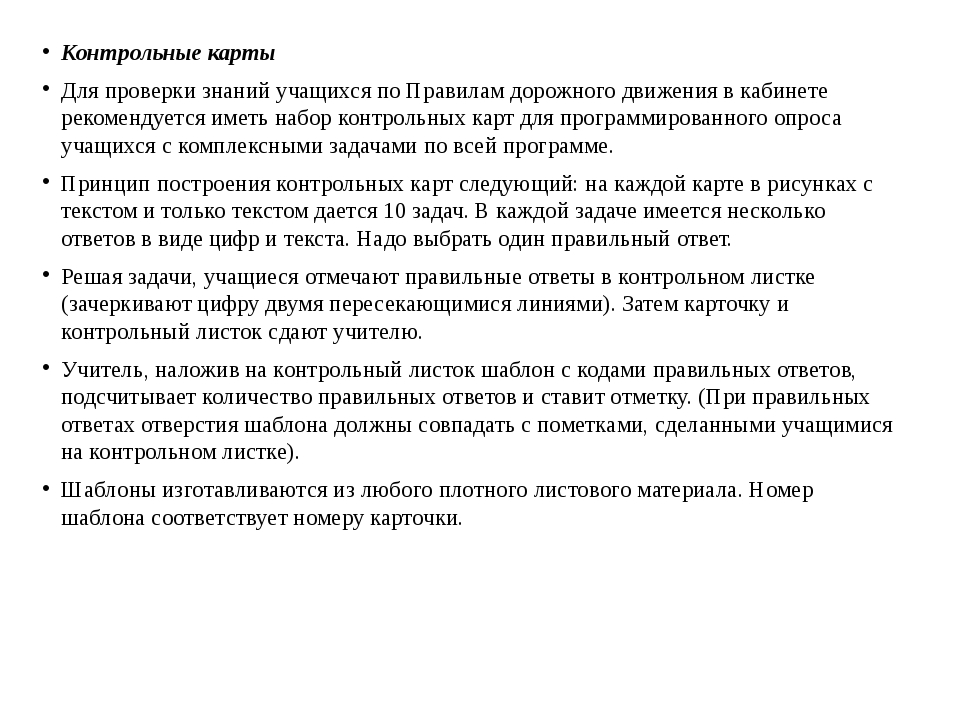 • Контрольные карты
• Для проверки знаний учащихся по Правилам дорожного движения в кабинете
рекомендуется иметь набор контрольных карт для программированного опроса
учащихся с комплексными задачами по всей программе.
• Принцип построения контрольных карт следующий: на каждой карте в рисунках с
текстом и только текстом дается 10 задач. В каждой задаче имеется несколько
ответов в виде цифр и текста. Надо выбрать один правильный ответ.
• Решая задачи, учащиеся отмечают правильные ответы в контрольном листке
(зачеркивают цифру двумя пересекающимися линиями). Затем карточку и
контрольный листок сдают учителю.
• Учитель, наложив на контрольный листок шаблон с кодами правильных ответов,
подсчитывает количество правильных ответов и ставит отметку. (При правильных
ответах отверстия шаблона должны совпадать с пометками, сделанными учащимися
на контрольном листке).
• Шаблоны изготавливаются из любого плотного листового материала. Номер
шаблона соответствует номеру карточки.